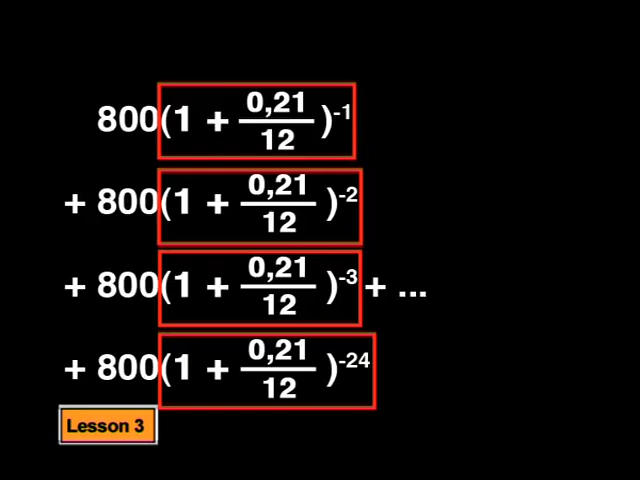 800(1 + 0,21/12)^-1
+ 800(1 + 0,21/12)^-2
+ 800(1 + 0,21/12)^-3 + ...
+ 800(1 + 0,21/12)^-24
Lesson 3